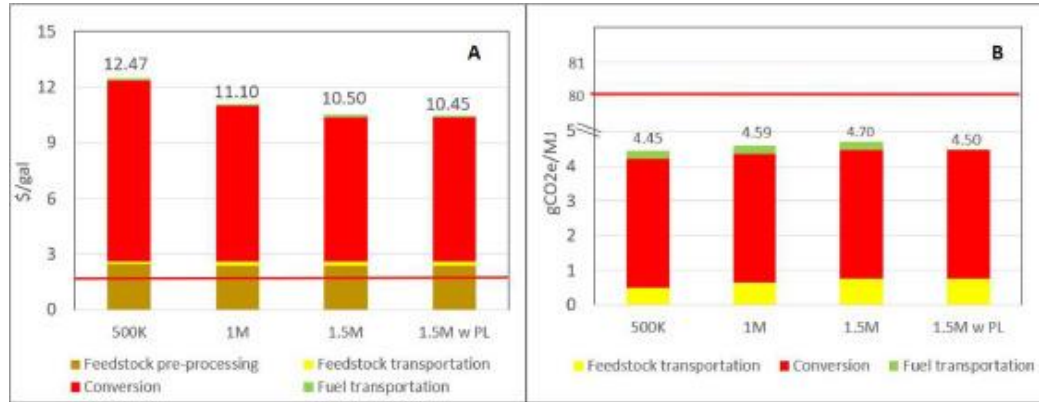 A
15
12
9
6
3
0
$/gal
12.47
11.10
10.50
10.45
500K
1M
1.5M
1.5M w PL
Feedstock pre-processing
Feedstock transportation
Conversion
Fuel transportation
B
81
80
5
4
3
2
1
0
gCO2e/MJ
4.45
4.59
4.70
4.50
500K
1M
1.5M
1.5M w PL
Feedstock transportation
Conversion
Fuel transportation